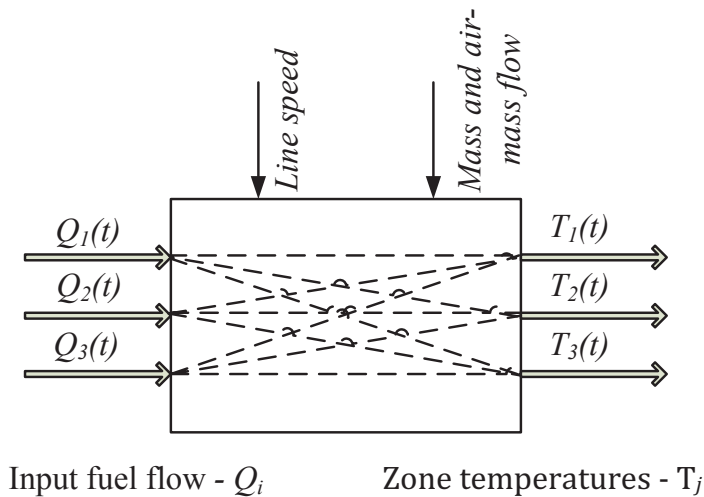 Line speed
Mass and air-
mass flow
Q1(t)
T1(t)
Q2(t)
T2(t)
Q3(t)
T3(t)
Input fuel flow - Qi
Zone temperatures - Tj